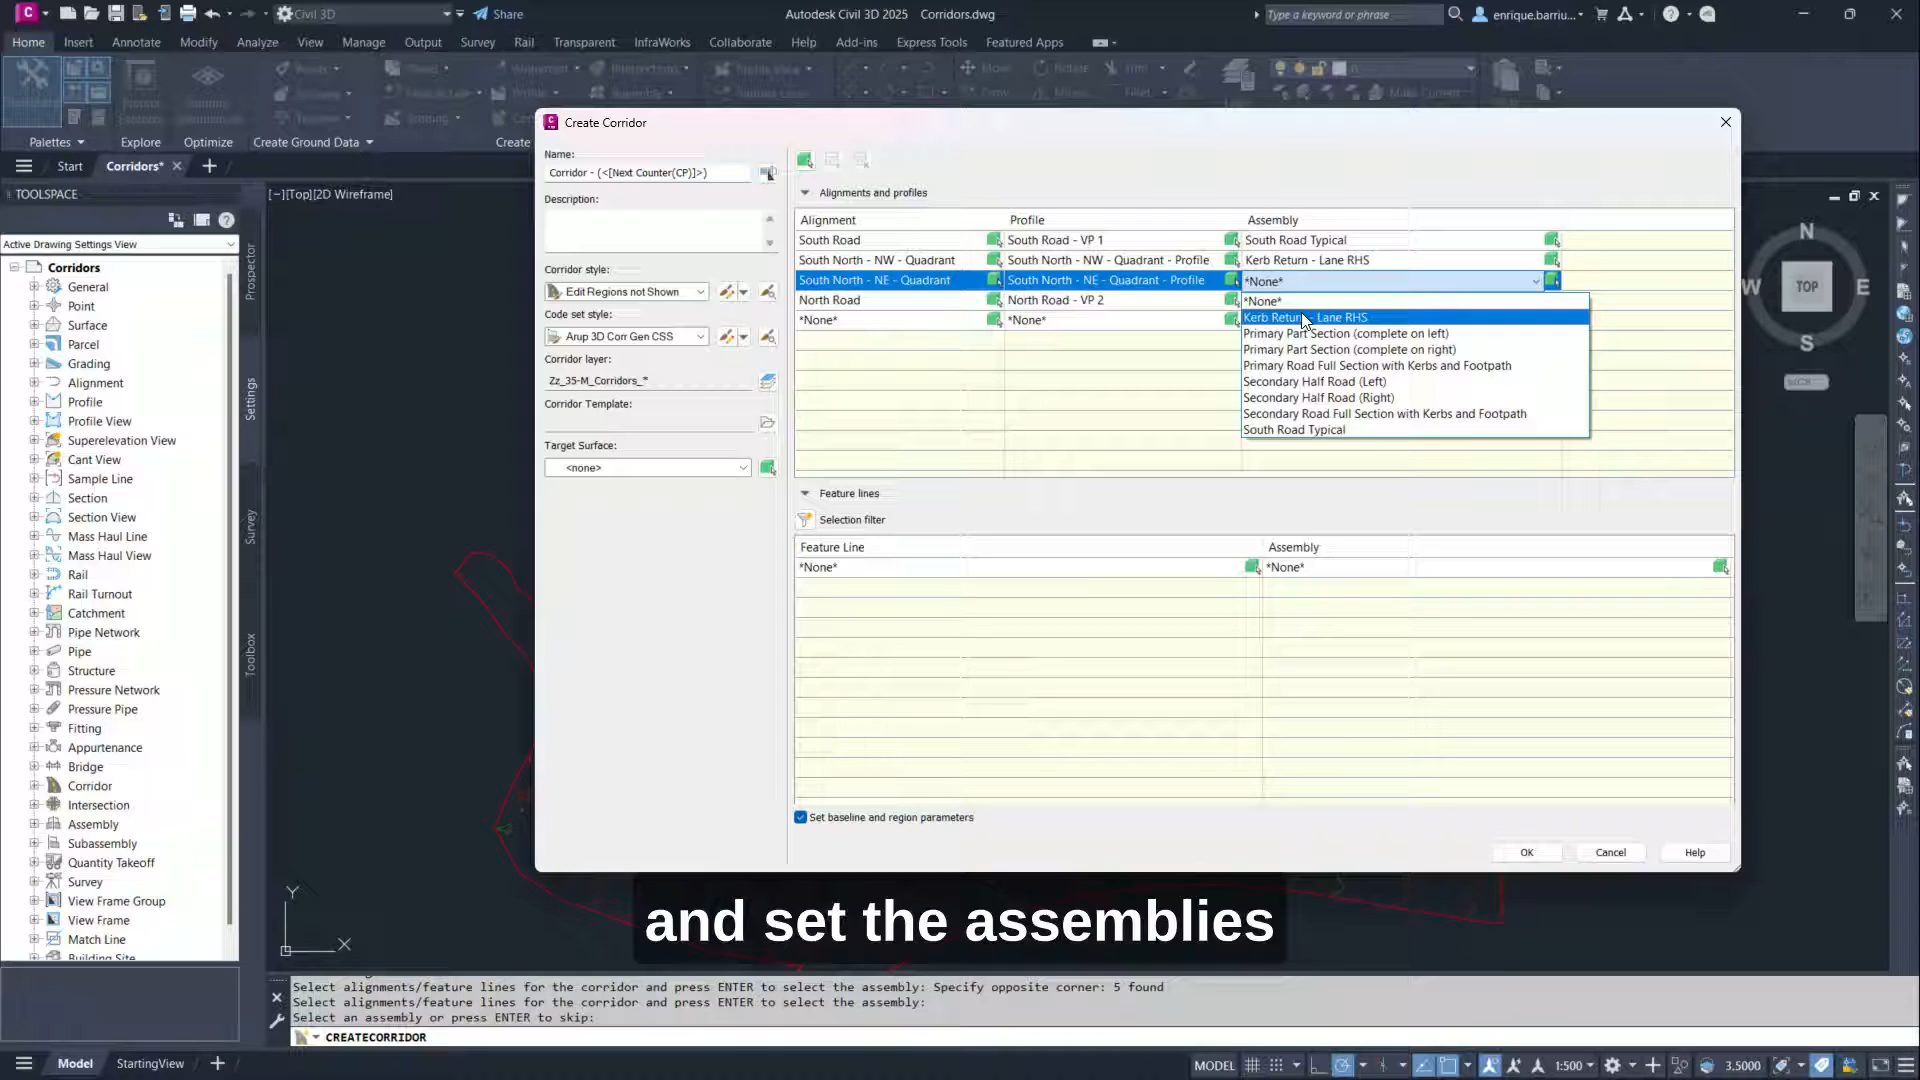 Civil 3D
Share
Autodesk Civil 3D 2025 Corridors.dwg
Type a keyword or phrase
enrique.barriu...
Home Insert Annotate Modify Analyze View Manage Output Survey Rail Transparent InfraWorks Collaborate Help Add-ins Express Tools Featured Apps
Palettes Explore Optimize Create Ground Data Create
Start Corridors*
TOOLSPACE
[−][Top][2D Wireframe]
Active Drawing Settings View
Prospector
Settings
Survey
Toolbox
Corridors
General
Point
Surface
Parcel
Grading
Alignment
Profile
Profile View
Superelevation View
Cant View
Sample Line
Section
Section View
Mass Haul Line
Mass Haul View
Rail
Rail Turnout
Catchment
Pipe Network
Pipe
Structure
Pressure Network
Pressure Pipe
Fitting
Appurtenance
Bridge
Corridor
Intersection
Assembly
Subassembly
Quantity Takeoff
Survey
View Frame Group
View Frame
Match Line
Building Site
Create Corridor
Name:
Corridor - (<[Next Counter(CP)]>)
Description:
Corridor style:
Edit Regions not Shown
Code set style:
Arup 3D Corr Gen CSS
Corridor layer:
Zz_35-M_Corridors_*
Corridor Template:
Target Surface:
<none>
Alignments and profiles
Alignment Profile Assembly
South Road South Road - VP 1 South Road Typical
South North - NW - Quadrant South North - NW - Quadrant - Profile Kerb Return - Lane RHS
South North - NE - Quadrant South North - NE - Quadrant - Profile *None*
North Road North Road - VP 2
*None* *None*
*None*
Kerb Return - Lane RHS
Primary Part Section (complete on left)
Primary Part Section (complete on right)
Primary Road Full Section with Kerbs and Footpath
Secondary Half Road (Left)
Secondary Half Road (Right)
Secondary Road Full Section with Kerbs and Footpath
South Road Typical
Feature lines
Selection filter
Feature Line Assembly
*None* *None*
Set baseline and region parameters
OK Cancel Help
N
W TOP E
S
WCS
Y
X
and set the assemblies
Select alignments/feature lines for the corridor and press ENTER to select the assembly: Specify opposite corner: 5 found
Select alignments/feature lines for the corridor and press ENTER to select the assembly:
Select an assembly or press ENTER to skip:
CREATECORRIDOR
Model StartingView
MODEL 1:500 3.5000